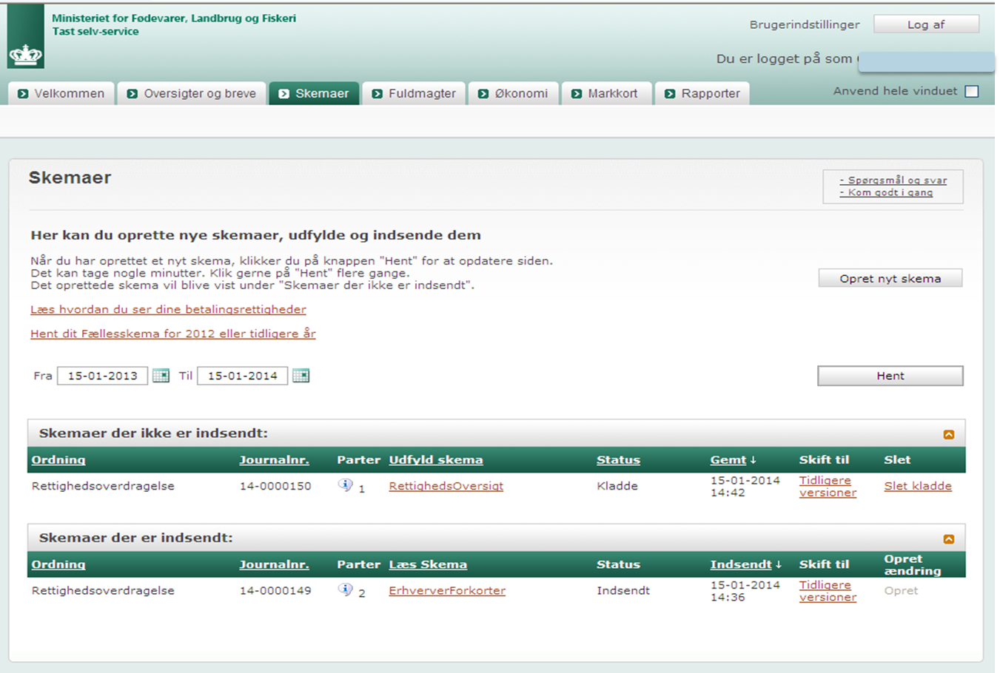 Ministeriet for Fødevarer, Landbrug og Fiskeri
Tast selv-service
Brugerindstillinger
Log af
Du er logget på som
Velkommen
Oversigter og breve
Skemaer
Fuldmagter
Økonomi
Markkort
Rapporter
Anvend hele vinduet
Skemaer
- Spørgsmål og svar
- Kom godt i gang
Her kan du oprette nye skemaer, udfylde og indsende dem
Når du har oprettet et nyt skema, klikker du på knappen "Hent" for at opdatere siden.
Det kan tage nogle minutter. Klik gerne på "Hent" flere gange.
Det oprettede skema vil blive vist under "Skemaer der ikke er indsendt".
Opret nyt skema
Læs hvordan du ser dine betalingsrettigheder
Hent dit Fællesskema for 2012 eller tidligere år
Fra 15-01-2013 Til 15-01-2014
Hent
Skemaer der ikke er indsendt:
Ordning Journalnr. Parter Udfyld skema Status Gemt ↓ Skift til Slet
Rettighedsoverdragelse 14-0000150 1 RettighedsOversigt Kladde 15-01-2014 14:42 Tidligere versioner Slet kladde
Skemaer der er indsendt:
Ordning Journalnr. Parter Læs Skema Status Indsendt ↓ Skift til Opret ændring
Rettighedsoverdragelse 14-0000149 2 ErhververForkorter Indsendt 15-01-2014 14:36 Tidligere versioner Opret